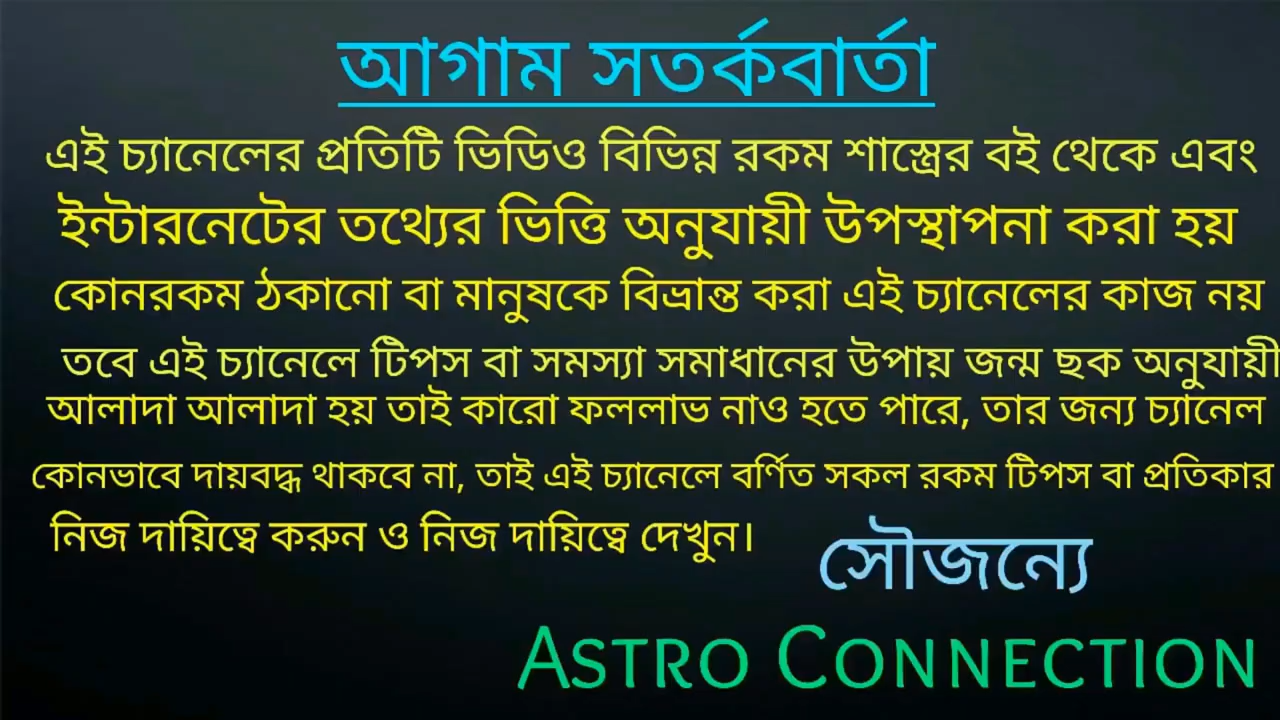 আগাম সতর্কবার্তা
এই চ্যানেলের প্রতিটি ভিডিও বিভিন্ন রকম শাস্ত্রের বই থেকে এবং
ইন্টারনেটের তথ্যের ভিত্তি অনুযায়ী উপস্থাপনা করা হয়
কোনরকম ঠকানো বা মানুষকে বিভ্রান্ত করা এই চ্যানেলের কাজ নয়
তবে এই চ্যানেলে টিপস বা সমস্যা সমাধানের উপায় জন্ম ছক অনুযায়ী
আলাদা আলাদা হয় তাই কারো ফললাভ নাও হতে পারে, তার জন্য চ্যানেল
কোনভাবে দায়বদ্ধ থাকবে না, তাই এই চ্যানেলে বর্ণিত সকল রকম টিপস বা প্রতিকার
নিজ দায়িত্বে করুন ও নিজ দায়িত্বে দেখুন।
সৌজন্যে
ASTRO CONNECTION